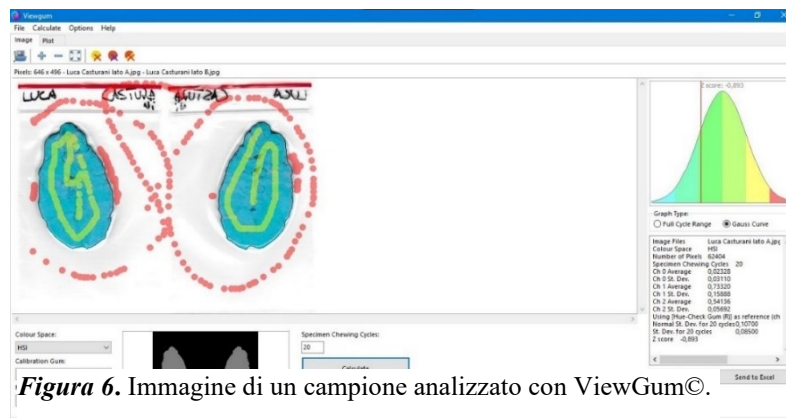 Viewgum
File Calculate Options Help
Image Plot
Pixels: 646 x 496 - Luca Casturani lato A.jpg - Luca Casturani lato B.jpg
LUCA
Z score: -0,893
Graph Type:
Full Cycle Range Gauss Curve
Image Files Luca Casturani lato A.jpg
Colour Space HSI
Number of Pixels 62404
Specimen Chewing Cycles 20
Ch 0 Average 0,02328
Ch 0 St. Dev. 0,03110
Ch 1 Average 0,73320
Ch 1 St. Dev. 0,15888
Ch 2 Average 0,54136
Ch 2 St. Dev. 0,05692
Using [Hue-Check Gum (R)] as reference (ch
Normal St. Dev. for 20 cycles 0,10700
St. Dev. for 20 cycles 0,08500
Z score -0,893
Send to Excel
Colour Space:
HSI
Calibration Gum:
Specimen Chewing Cycles:
20
Calculate
Figura 6. Immagine di un campione analizzato con ViewGum©.